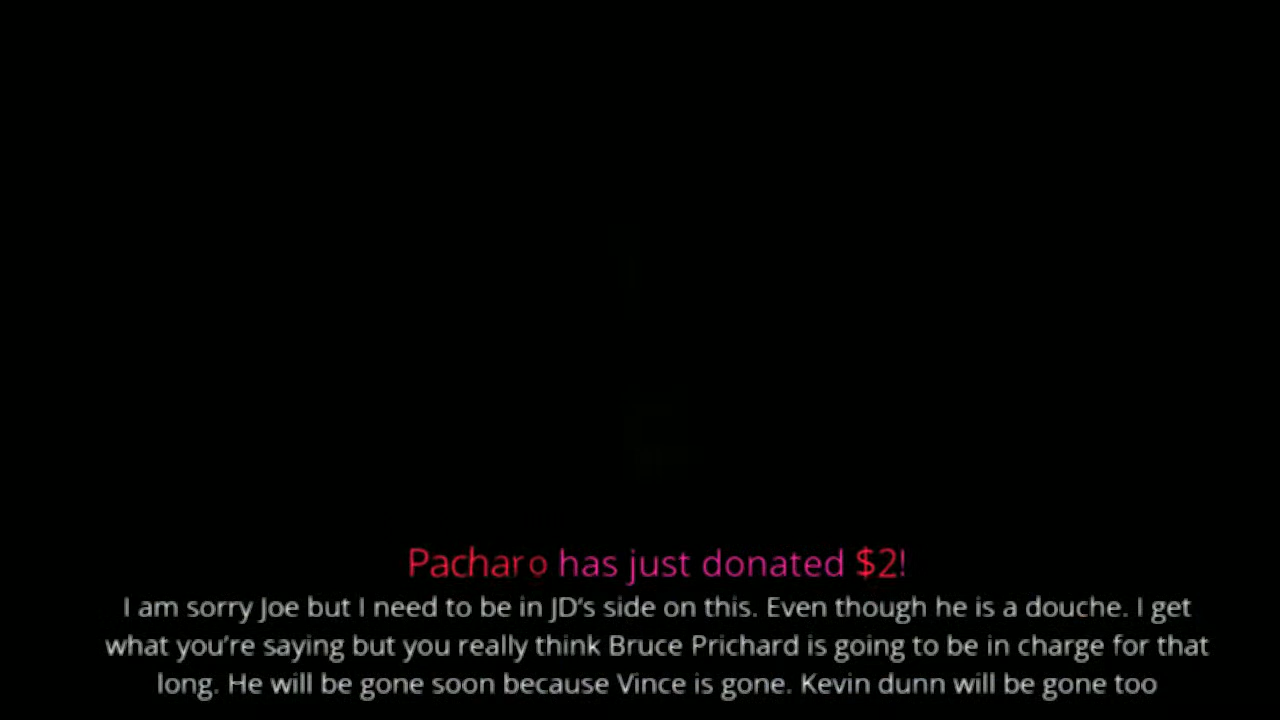 Pacharo has just donated $2!
I am sorry Joe but I need to be in JD's side on this. Even though he is a douche. I get
what you're saying but you really think Bruce Prichard is going to be in charge for that
long. He will be gone soon because Vince is gone. Kevin dunn will be gone too